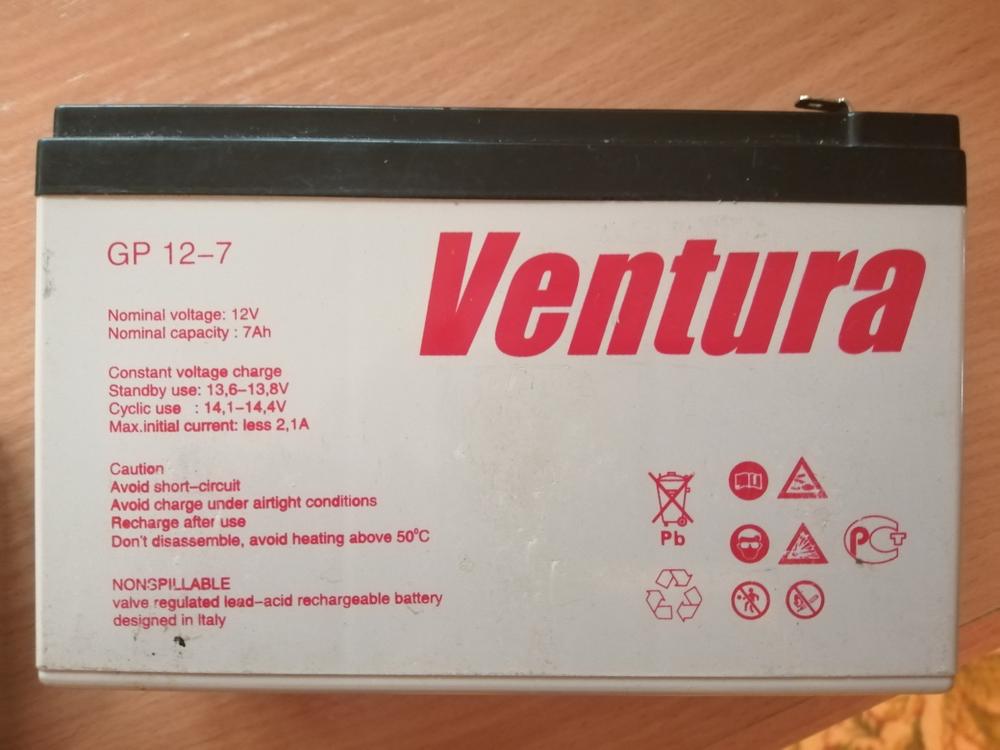 GP 12–7
Ventura
Nominal voltage: 12V
Nominal capacity : 7Ah
Constant voltage charge
Standby use: 13,6–13,8V
Cyclic use : 14,1–14,4V
Max.initial current: less 2,1A
Caution
Avoid short–circuit
Avoid charge under airtight conditions
Recharge after use
Don't disassemble, avoid heating above 50°C
NONSPILLABLE
valve regulated lead–acid rechargeable battery
designed in Italy
Pb
РСТ